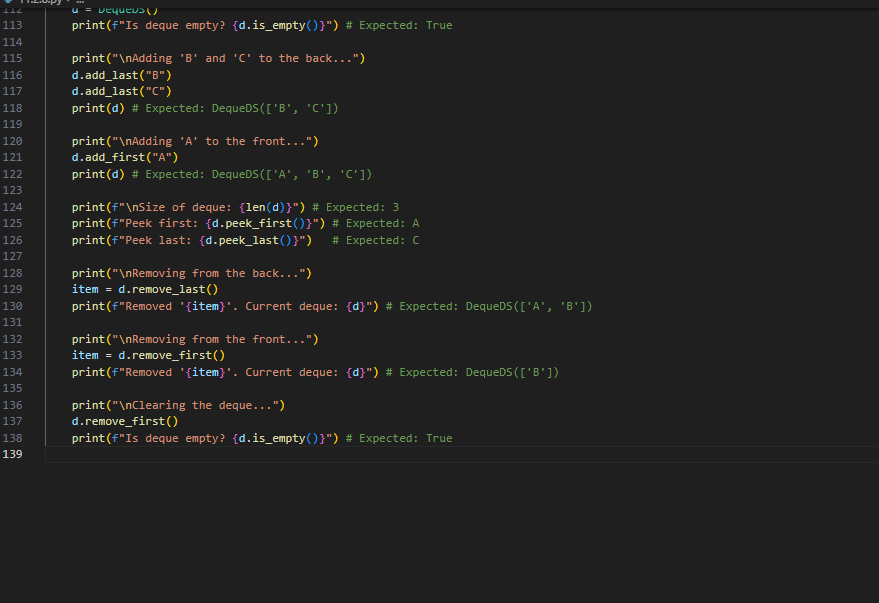 112 d = DequeDS()
113 print(f"Is deque empty? {d.is_empty()}") # Expected: True
114
115 print("\nAdding 'B' and 'C' to the back...")
116 d.add_last("B")
117 d.add_last("C")
118 print(d) # Expected: DequeDS(['B', 'C'])
119
120 print("\nAdding 'A' to the front...")
121 d.add_first("A")
122 print(d) # Expected: DequeDS(['A', 'B', 'C'])
123
124 print(f"\nSize of deque: {len(d)}") # Expected: 3
125 print(f"Peek first: {d.peek_first()}") # Expected: A
126 print(f"Peek last: {d.peek_last()}")   # Expected: C
127
128 print("\nRemoving from the back...")
129 item = d.remove_last()
130 print(f"Removed '{item}'. Current deque: {d}") # Expected: DequeDS(['A', 'B'])
131
132 print("\nRemoving from the front...")
133 item = d.remove_first()
134 print(f"Removed '{item}'. Current deque: {d}") # Expected: DequeDS(['B'])
135
136 print("\nClearing the deque...")
137 d.remove_first()
138 print(f"Is deque empty? {d.is_empty()}") # Expected: True
139